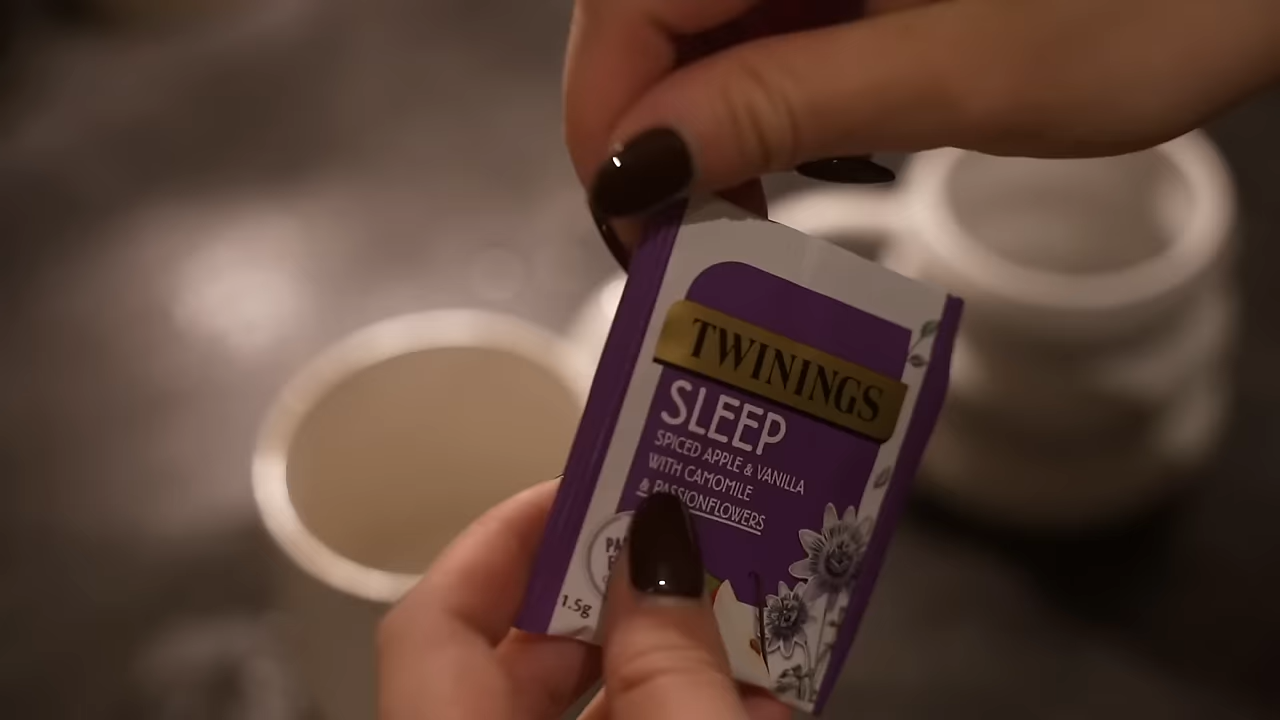 TWININGS
SLEEP
SPICED APPLE & VANILLA
WITH CAMOMILE
& PASSIONFLOWERS
1.5g